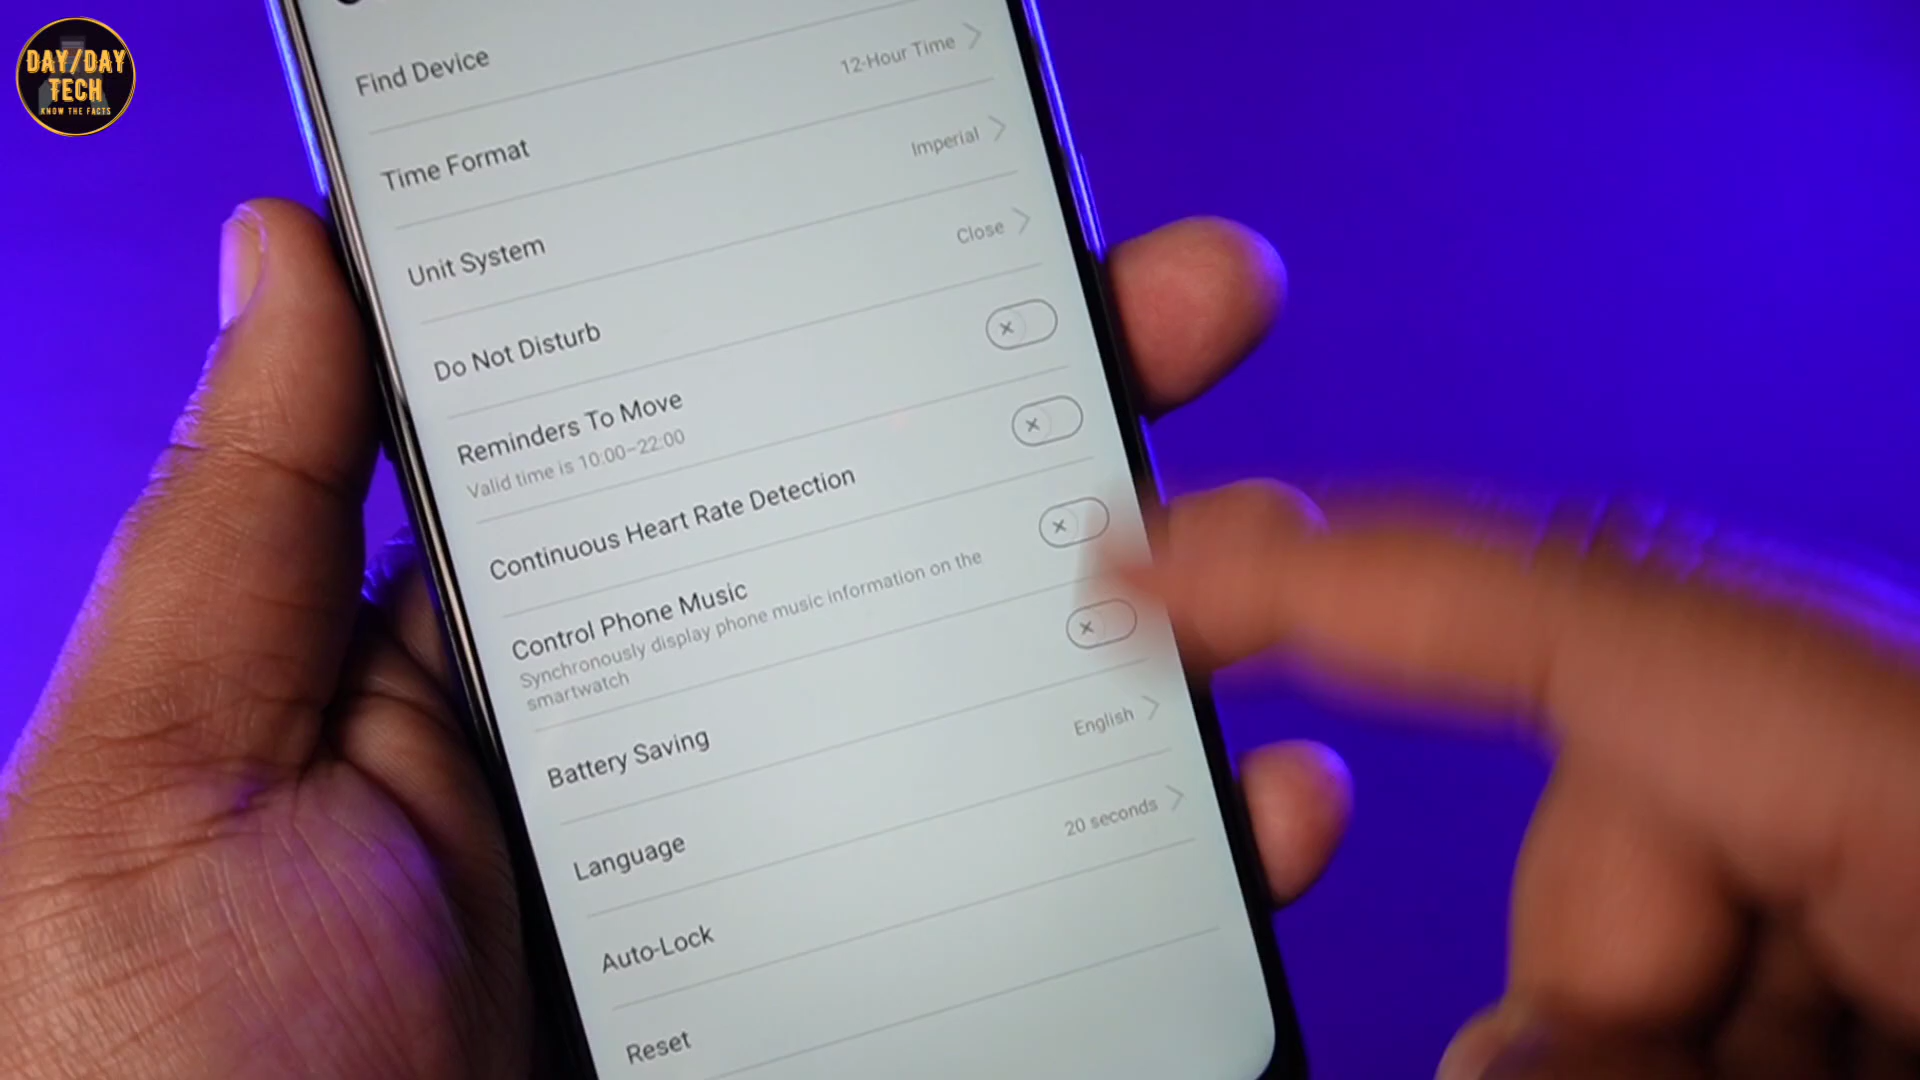 DAY/DAY
TECH
KNOW THE FACTS
Find Device
Time Format
12-Hour Time
Unit System
Imperial
Do Not Disturb
Close
Reminders To Move
Valid time is 10:00–22:00
Continuous Heart Rate Detection
Control Phone Music
Synchronously display phone music information on the
smartwatch
Battery Saving
Language
English
Auto-Lock
20 seconds
Reset